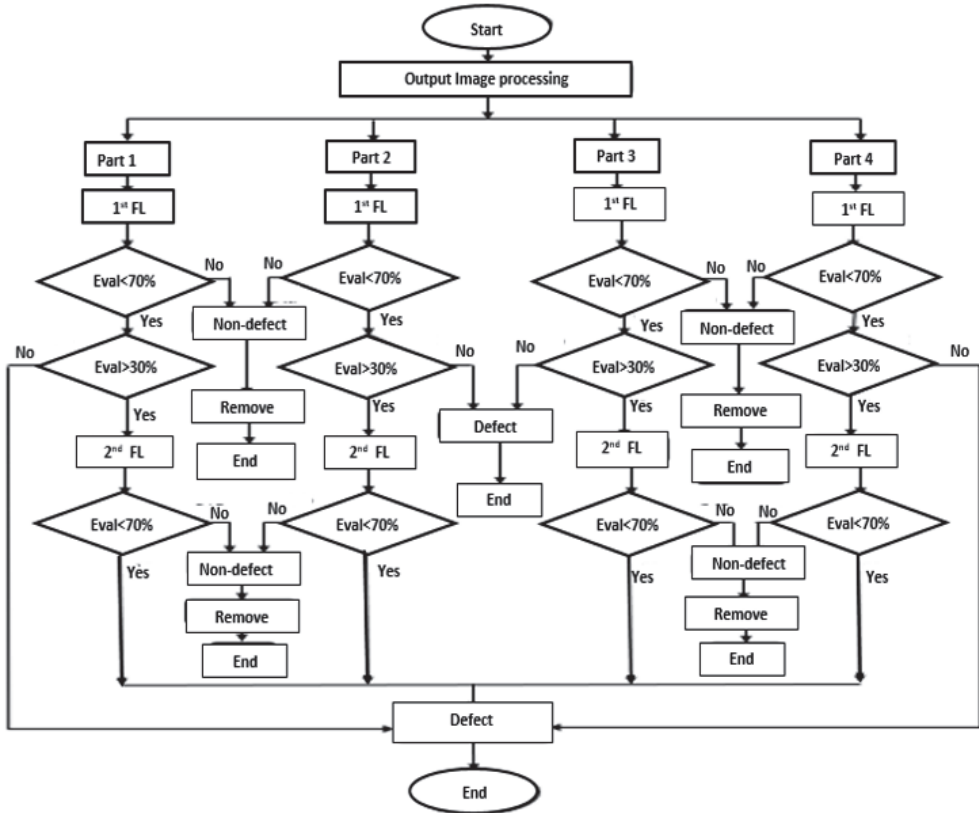 Start
Output Image processing
Part 1
Part 2
Part 3
Part 4
1st FL
1st FL
1st FL
1st FL
Eval<70%
No
No
Eval<70%
Eval<70%
No
No
Eval<70%
Yes
Non-defect
Yes
Yes
Non-defect
Yes
No
Eval>30%
Eval>30%
No
No
Eval>30%
Eval>30%
No
Yes
Remove
Yes
Defect
Yes
Remove
Yes
2nd FL
End
2nd FL
2nd FL
End
2nd FL
End
Eval<70%
No
No
Eval<70%
Eval<70%
No
No
Eval<70%
Yes
Non-defect
Yes
Yes
Non-defect
Yes
Remove
Remove
End
End
Defect
End